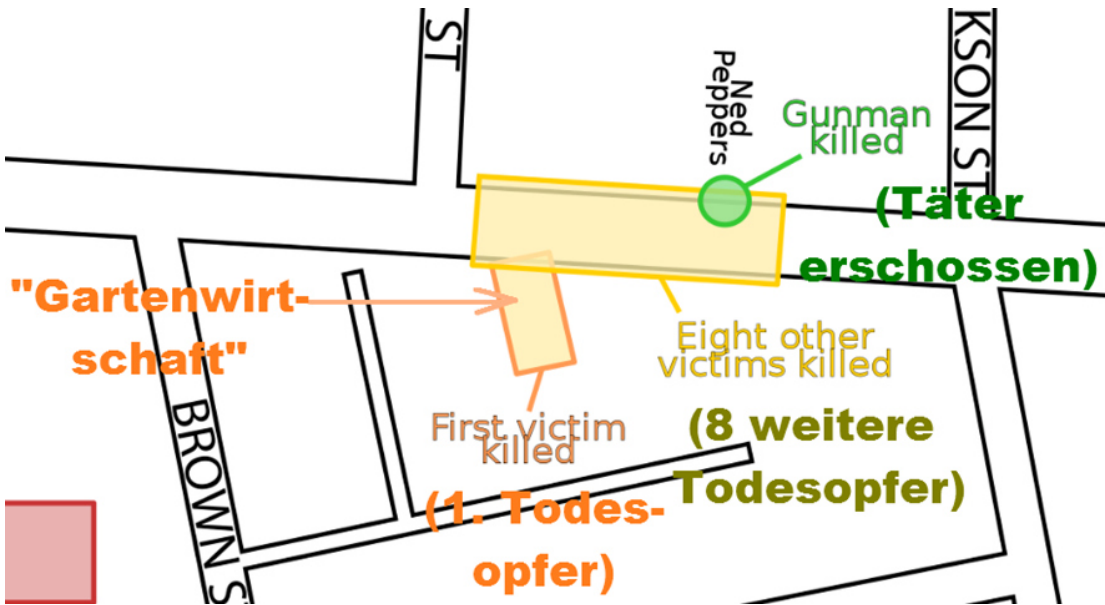 ST
KSON ST
Ned
Peppers
Gunman
killed
(Täter
erschossen)
"Gartenwirt-
schaft"
Eight other
victims killed
(8 weitere
Todesopfer)
First victim
killed
(1. Todes-
opfer)
BROWN S